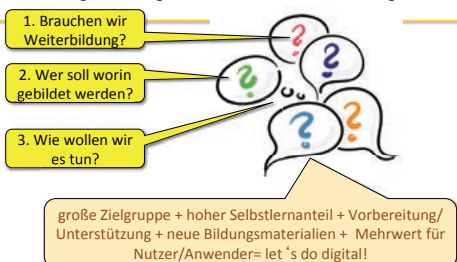 1. Brauchen wir
Weiterbildung?
2. Wer soll worin
gebildet werden?
3. Wie wollen wir
es tun?
?
?
?
?
?
große Zielgruppe + hoher Selbstlernanteil + Vorbereitung/
Unterstützung + neue Bildungsmaterialien + Mehrwert für
Nutzer/Anwender= let´s do digital!